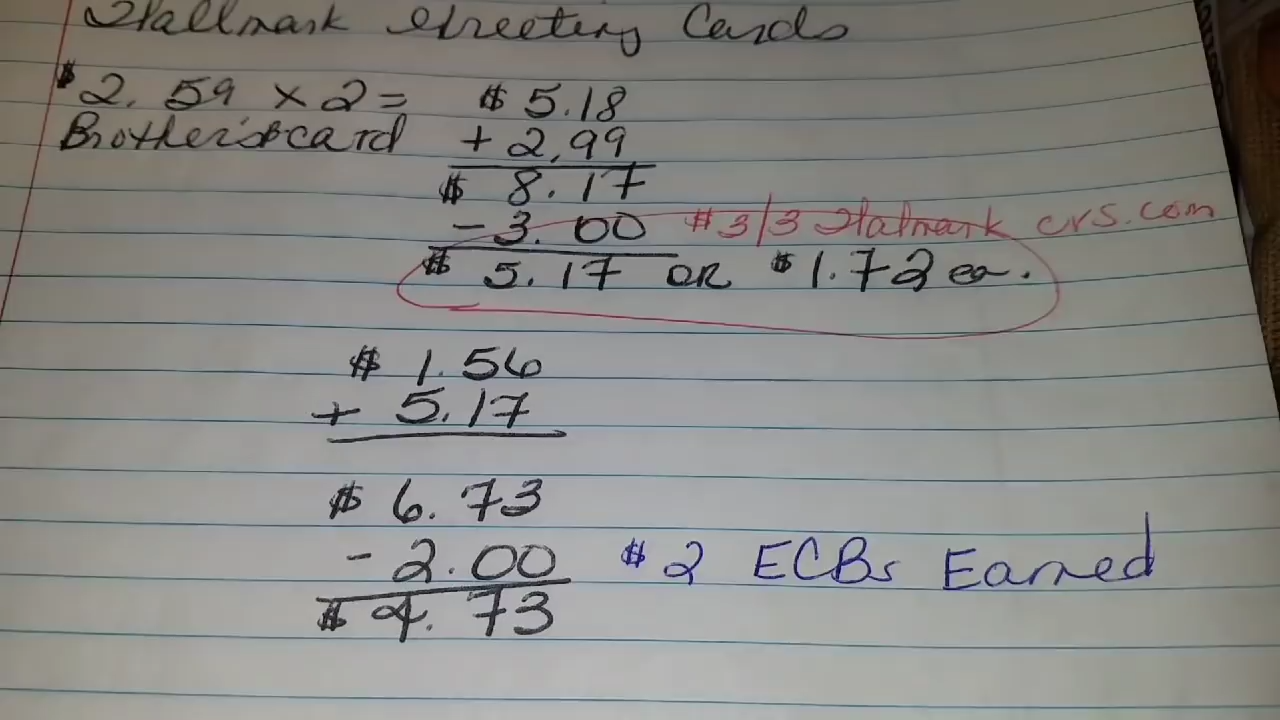 Hallmark Greeting Cards
$2.59 x 2 = $5.18
Brother's card + 2.99
$ 8.17
- 3.00 $3/3 Halmark cvs.com
$ 5.17 OR $1.72 ea.
$ 1.56
+ 5.17
$ 6.73
- 2.00 $2 ECBs Earned
$ 4.73